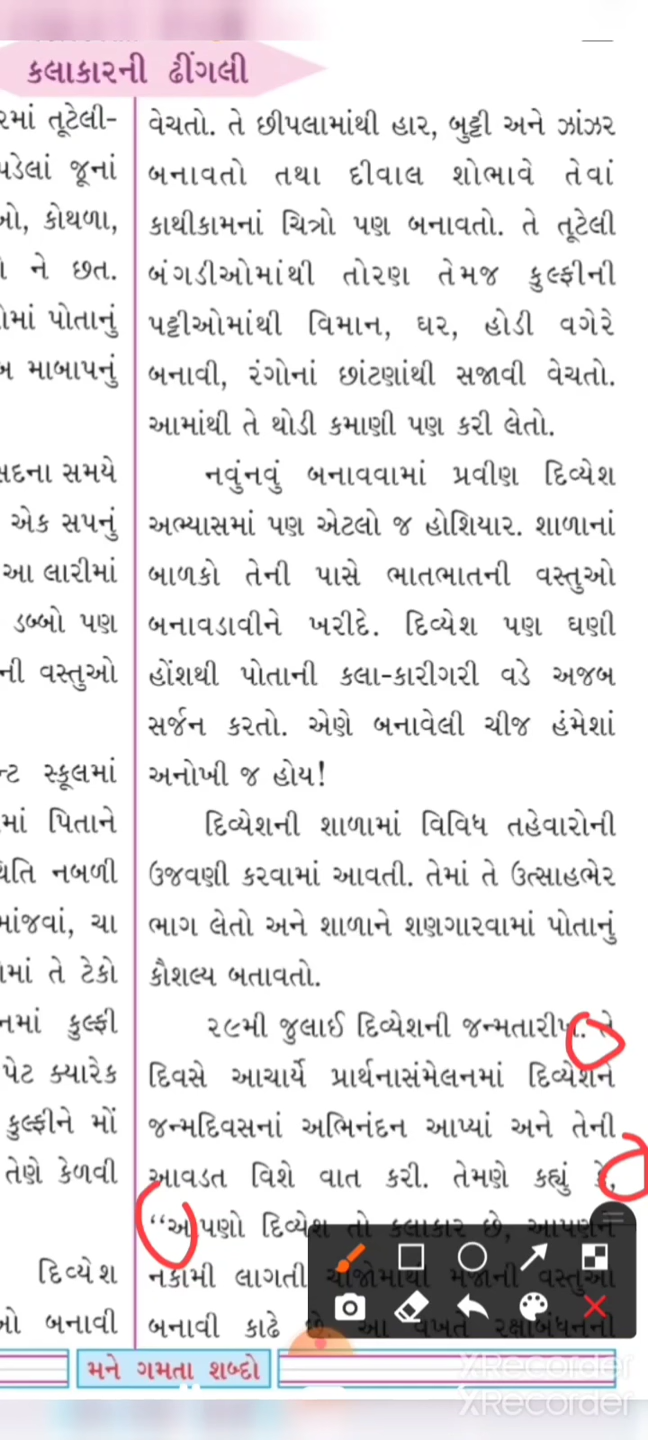 કલાકારની ઢીંગલી
તૂટેલી-
જૂનાં
કોથળા,
ને છત.
પોતાનું
માબાપનું
સમયે
એક સપનું
આ લારીમાં
ડબ્બો પણ
વસ્તુઓ
સ્કૂલમાં
પિતાને
નબળી
ચા
તે ટેકો
કુલ્ફી
પેટ ક્યારેક
કુલ્ફીને મોં
તેણે કેળવી
દિવ્યેશ
બનાવી
વેચતો. તે છીપલામાંથી હાર, બુટ્ટી અને ઝાંઝર
બનાવતો તથા દીવાલ શોભાવે તેવાં
કાથીકામનાં ચિત્રો પણ બનાવતો. તે તૂટેલી
બંગડીઓમાંથી તોરણ તેમજ કુલ્ફીની
પટ્ટીઓમાંથી વિમાન, ઘર, હોડી વગેરે
બનાવી, રંગોનાં છાંટણાંથી સજાવી વેચતો.
આમાંથી તે થોડી કમાણી પણ કરી લેતો.
નવુંનવું બનાવવામાં પ્રવીણ દિવ્યેશ
અભ્યાસમાં પણ એટલો જ હોશિયાર. શાળાનાં
બાળકો તેની પાસે ભાતભાતની વસ્તુઓ
બનાવડાવીને ખરીદે. દિવ્યેશ પણ ઘણી
હોંશથી પોતાની કલા-કારીગરી વડે અજબ
સર્જન કરતો. એણે બનાવેલી ચીજ હંમેશાં
અનોખી જ હોય!
દિવ્યેશની શાળામાં વિવિધ તહેવારોની
ઉજવણી કરવામાં આવતી. તેમાં તે ઉત્સાહભેર
ભાગ લેતો અને શાળાને શણગારવામાં પોતાનું
કૌશલ્ય બતાવતો.
૨૯મી જુલાઈ દિવ્યેશની જન્મતારીખ.
દિવસે આચાર્યે પ્રાર્થનાસંમેલનમાં દિવ્યેશને
જન્મદિવસનાં અભિનંદન આપ્યાં અને તેની
આવડત વિશે વાત કરી. તેમણે કહ્યું કે,
“આપણો દિવ્યેશ તો કલાકાર છે, આપણને
નકામી લાગતી ચીજોમાંથી મજાની વસ્તુઓ
બનાવી કાઢે છે. આ વખતે રક્ષાબંધનની
મને ગમતા શબ્દો
XRecorder
XRecorder